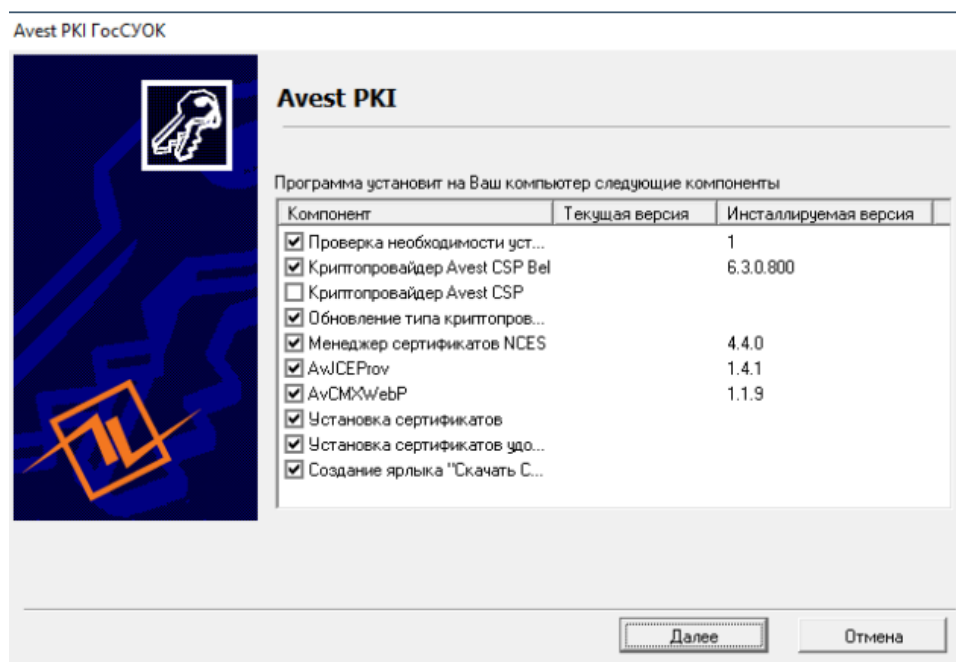 Avest PKI ГосСУОК
Avest PKI
Программа установит на Ваш компьютер следующие компоненты
Компонент Текущая версия Инсталлируемая версия
Проверка необходимости уст... 1
Криптопровайдер Avest CSP Bel 6.3.0.800
Криптопровайдер Avest CSP
Обновление типа криптопров...
Менеджер сертификатов NCES 4.4.0
AvJCEProv 1.4.1
AvCMXWebP 1.1.9
Установка сертификатов
Установка сертификатов удо...
Создание ярлыка "Скачать С...
Далее Отмена